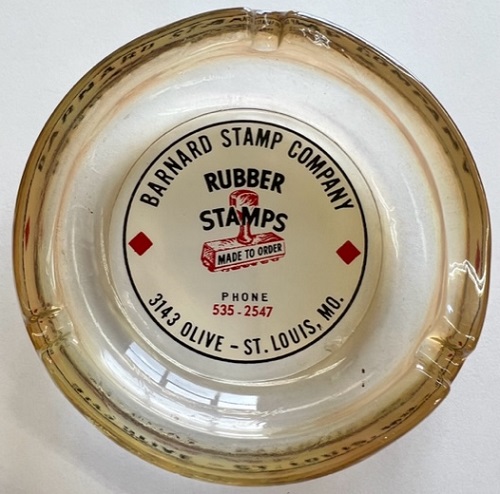 BARNARD STAMP COMPANY
RUBBER
STAMPS
MADE TO ORDER
PHONE
535-2547
3143 OLIVE - ST. LOUIS, MO.